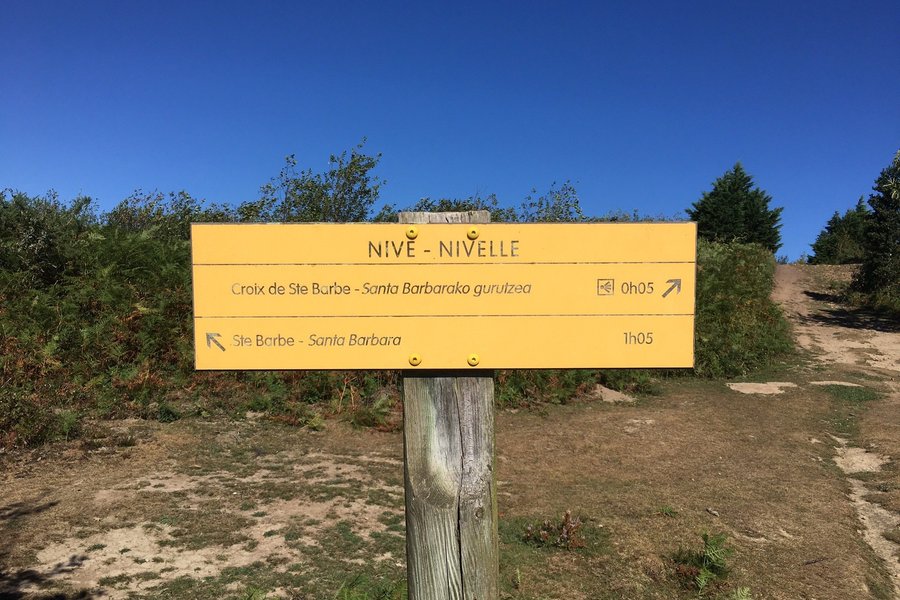 NIVE - NIVELLE
Croix de Ste Barbe - Santa Barbarako gurutzea 0h05
Ste Barbe - Santa Barbara 1h05